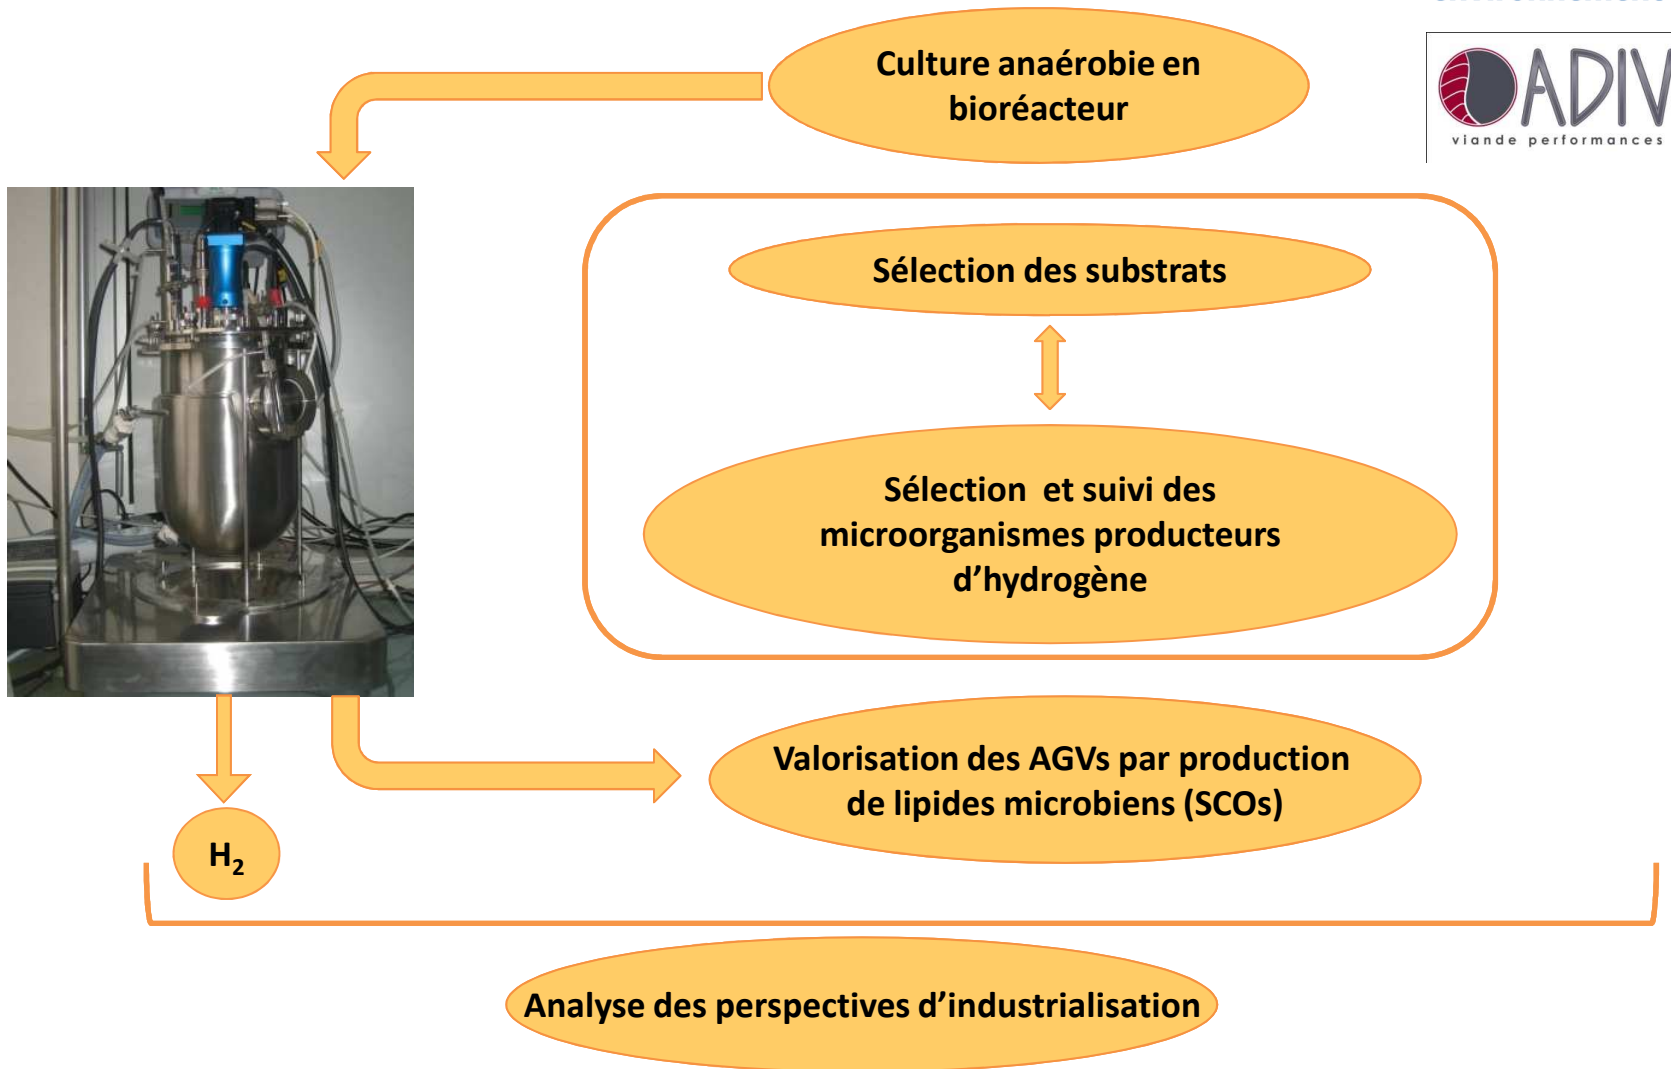 Culture anaérobie en
bioréacteur
ADIV
viande performances
Sélection des substrats
Sélection et suivi des
microorganismes producteurs
d'hydrogène
Valorisation des AGVs par production
de lipides microbiens (SCOs)
H₂
Analyse des perspectives d'industrialisation